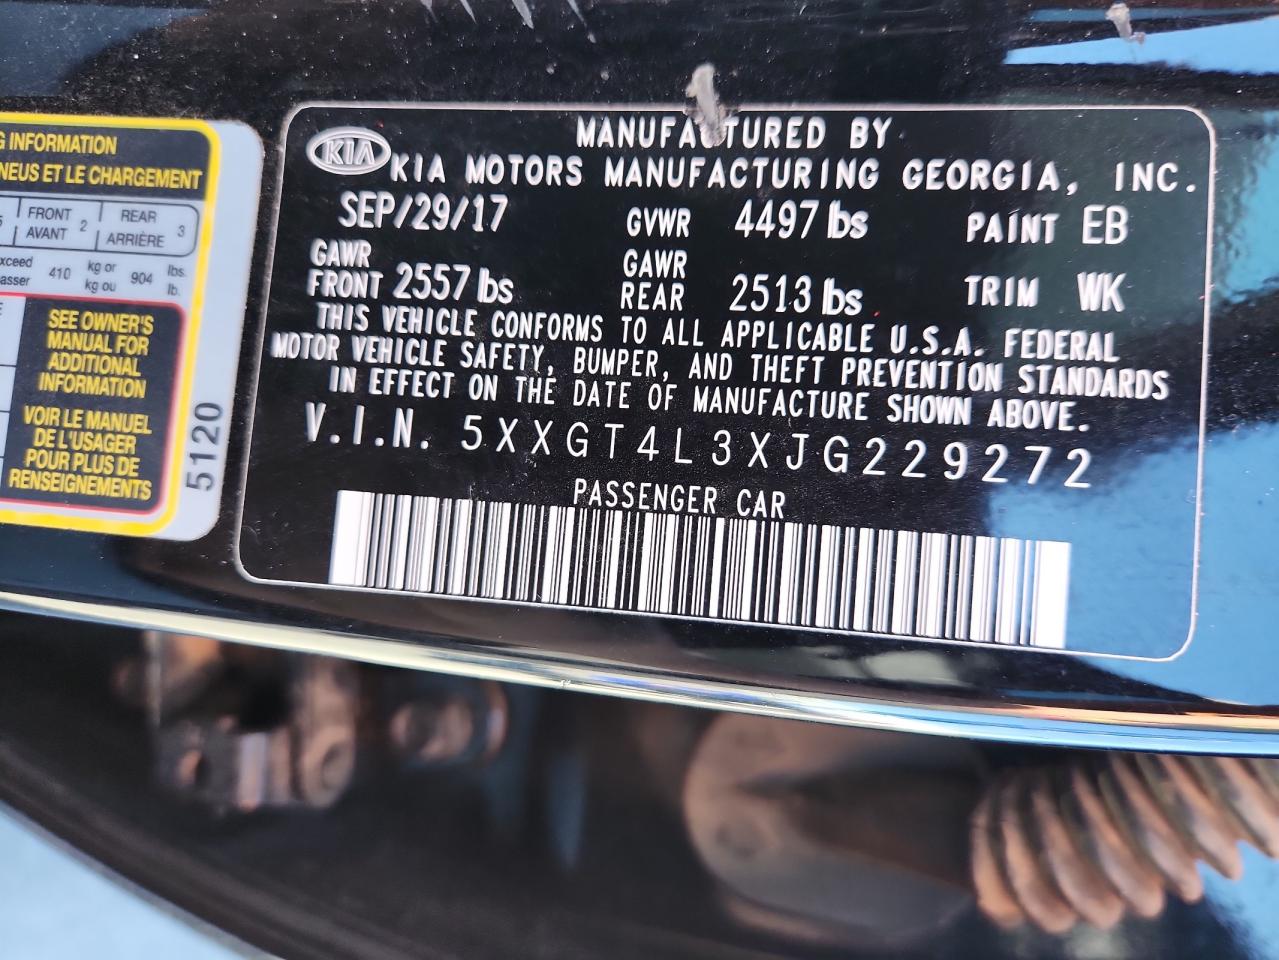 G INFORMATION
NEUS ET LE CHARGEMENT
5 FRONT AVANT 2 REAR ARRIÈRE 3
xceed
asser 410 kg or kg ou 904 lbs. lb.
SEE OWNER'S
MANUAL FOR
ADDITIONAL
INFORMATION
VOIR LE MANUEL
DE L'USAGER
POUR PLUS DE
RENSEIGNEMENTS
5120
MANUFACTURED BY
KIA KIA MOTORS MANUFACTURING GEORGIA, INC.
SEP/29/17 GVWR 4497 lbs PAINT EB
GAWR FRONT 2557 lbs GAWR REAR 2513 lbs TRIM WK
THIS VEHICLE CONFORMS TO ALL APPLICABLE U.S.A. FEDERAL
MOTOR VEHICLE SAFETY, BUMPER, AND THEFT PREVENTION STANDARDS
IN EFFECT ON THE DATE OF MANUFACTURE SHOWN ABOVE.
V.I.N. 5XXGT4L3XJG229272
PASSENGER CAR